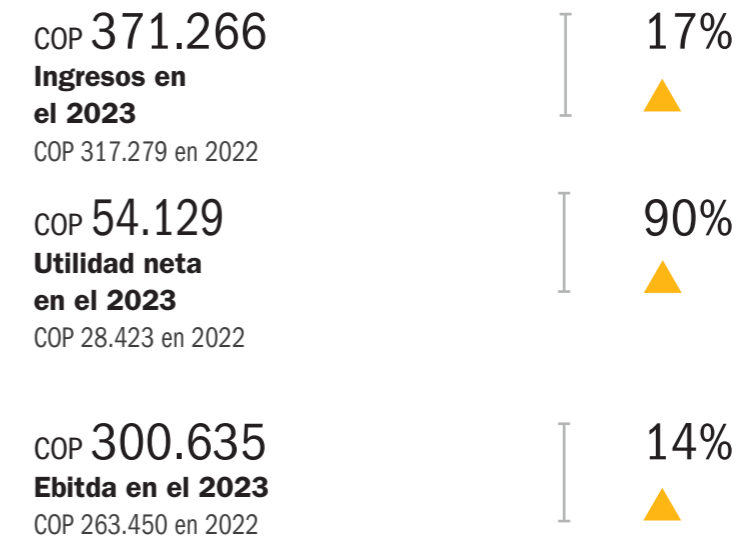 COP 371.266
17%
Ingresos en
el 2023
COP 317.279 en 2022
COP 54.129
90%
Utilidad neta
en el 2023
COP 28.423 en 2022
COP 300.635
14%
Ebitda en el 2023
COP 263.450 en 2022